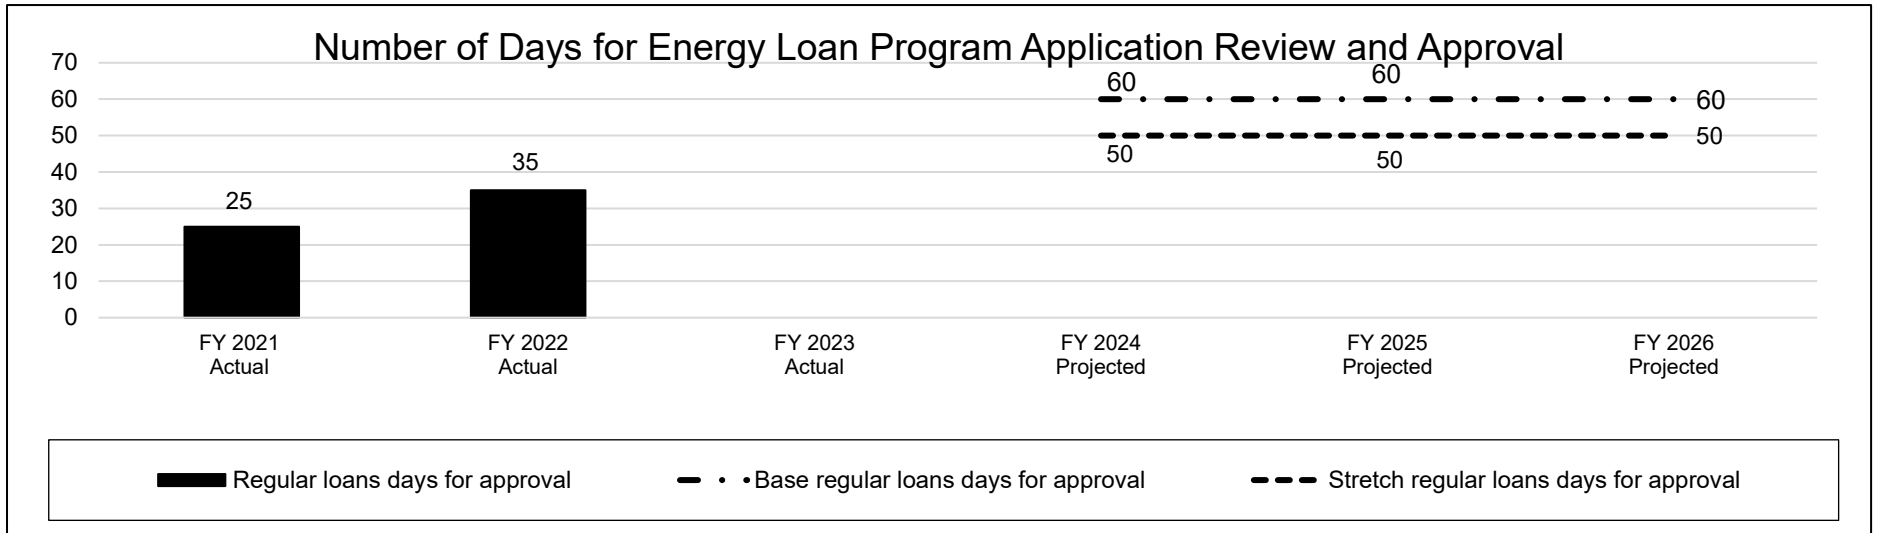 Number of Days for Energy Loan Program Application Review and Approval
70
60
50
40
30
20
10
0
25
35
60
60
60
50
50
50
FY 2021
Actual
FY 2022
Actual
FY 2023
Actual
FY 2024
Projected
FY 2025
Projected
FY 2026
Projected
Regular loans days for approval
Base regular loans days for approval
Stretch regular loans days for approval